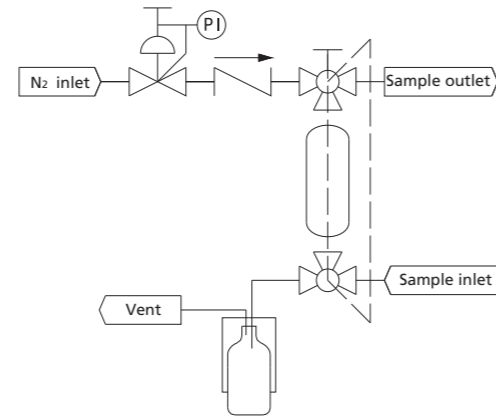 PI
N₂ inlet
Sample outlet
Sample inlet
Vent